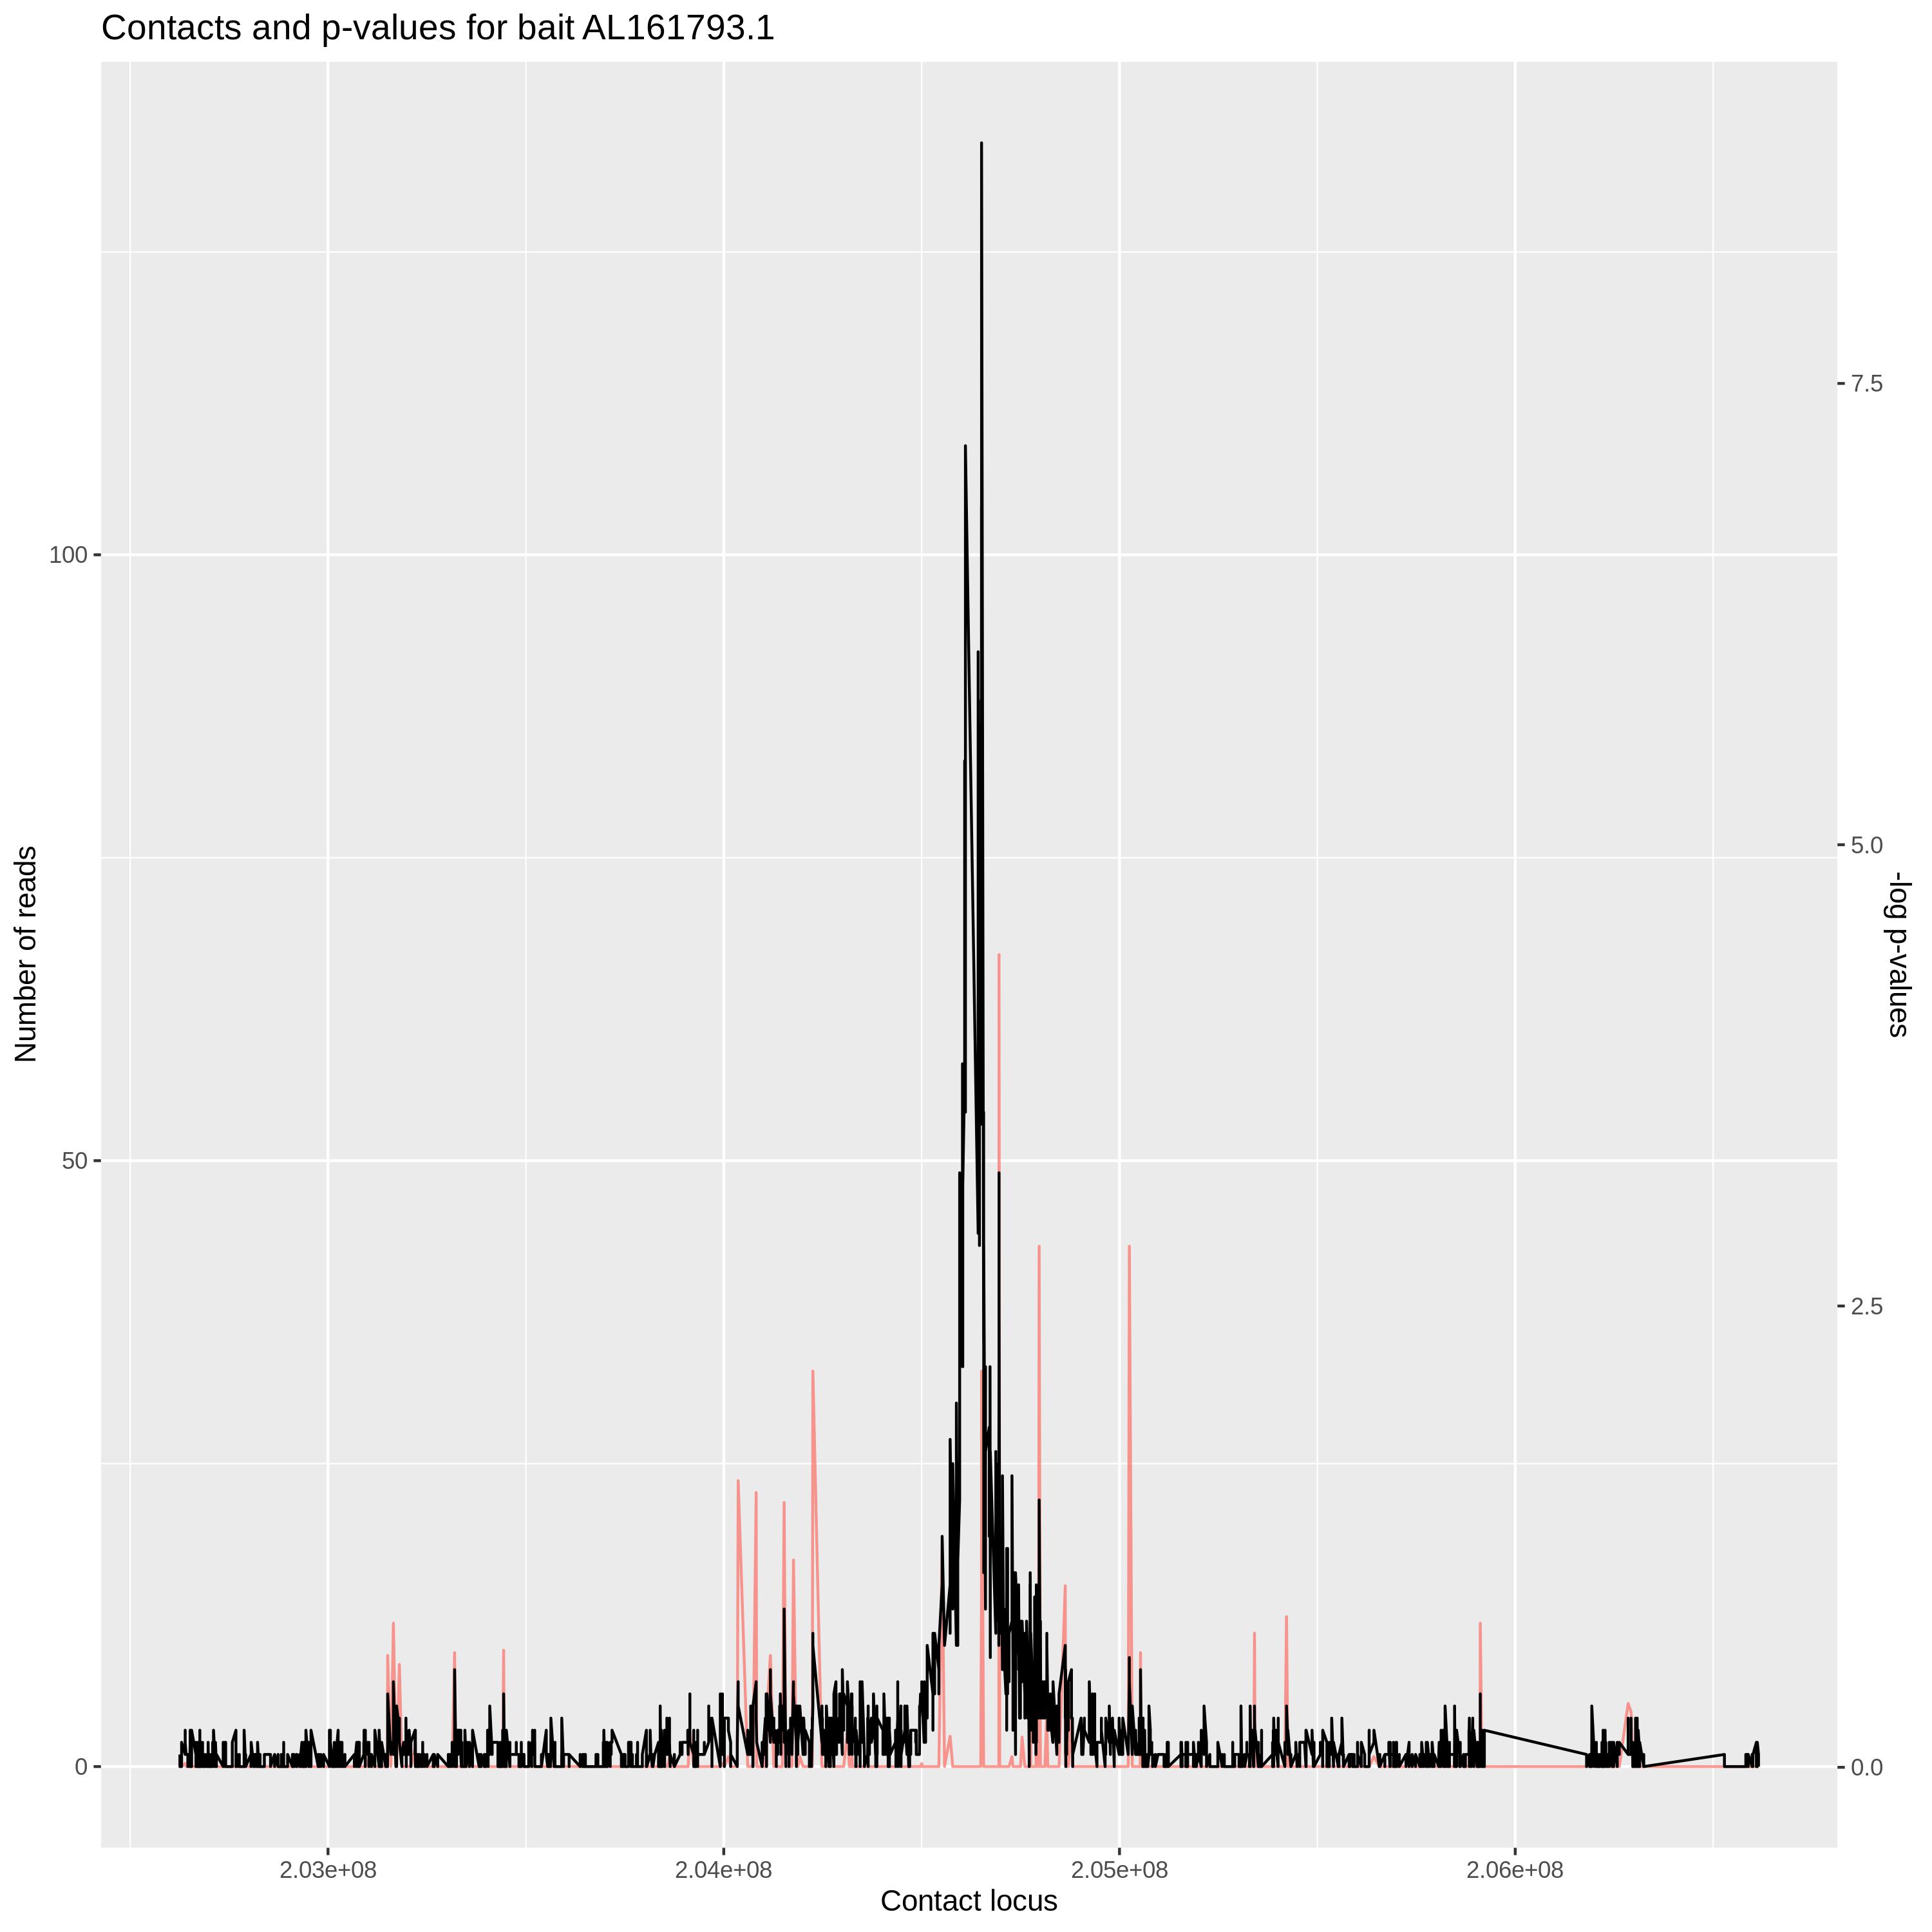 Contacts and p-values for bait AL161793.1
100
50
0
7.5
5.0
2.5
0.0
Number of reads
-log p-values
2.03e+08
2.04e+08
2.05e+08
2.06e+08
Contact locus